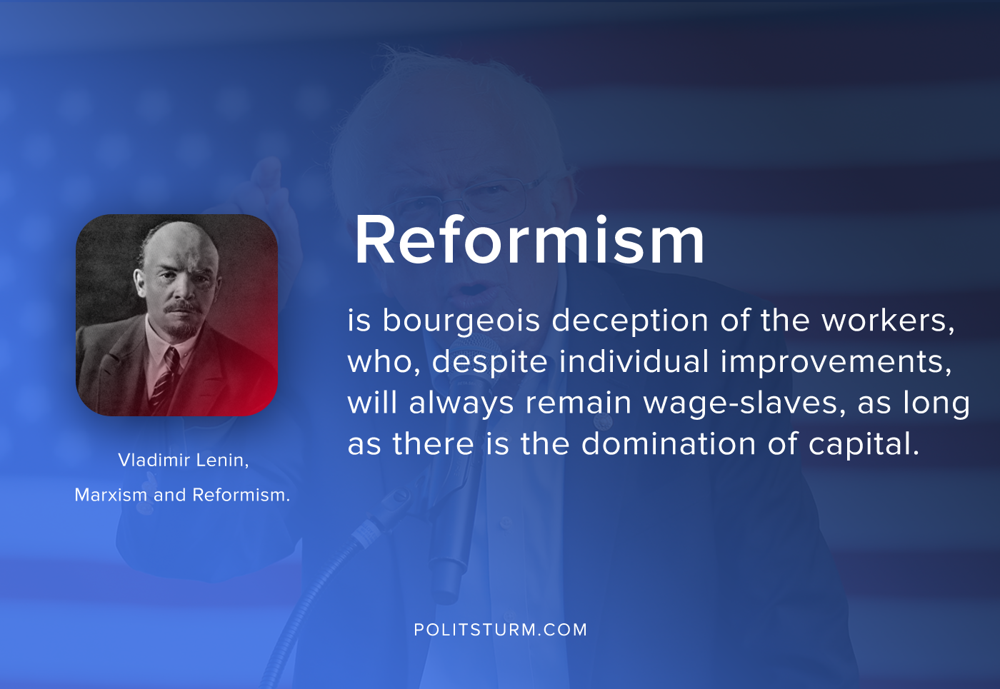 Reformism
is bourgeois deception of the workers,
who, despite individual improvements,
will always remain wage-slaves, as long
as there is the domination of capital.
Vladimir Lenin,
Marxism and Reformism.
POLITSTURM.COM